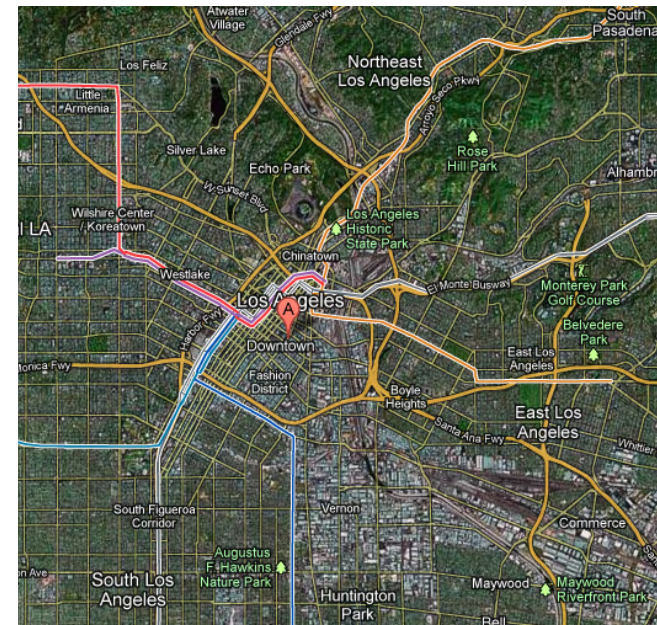 Atwater
Village
Glendale Fwy
South
Pasadena
Los Feliz
Northeast
Los Angeles
Little
Armenia
Arroyo Seco Pkwy
Silver Lake
Rose
Hill Park
Echo Park
Alhambr
W Sunset Blvd
Wilshire Center
/ Koreatown
Los Angeles
Historic
State Park
l LA
Chinatown
Westlake
El Monte Busway
Monterey Park
Golf Course
Los Angeles
A
Harbor Fwy
Belvedere
Park
Downtown
East Los
Angeles
Monica Fwy
Fashion
District
Boyle
Heights
East Los
Angeles
Santa Ana Fwy
Whittier
South Figueroa
Corridor
Vernon
Commerce
Augustus
F Hawkins
Nature Park
on Ave
South Los
Angeles
Maywood
Maywood
Riverfront Park
Huntington
Park
Bell